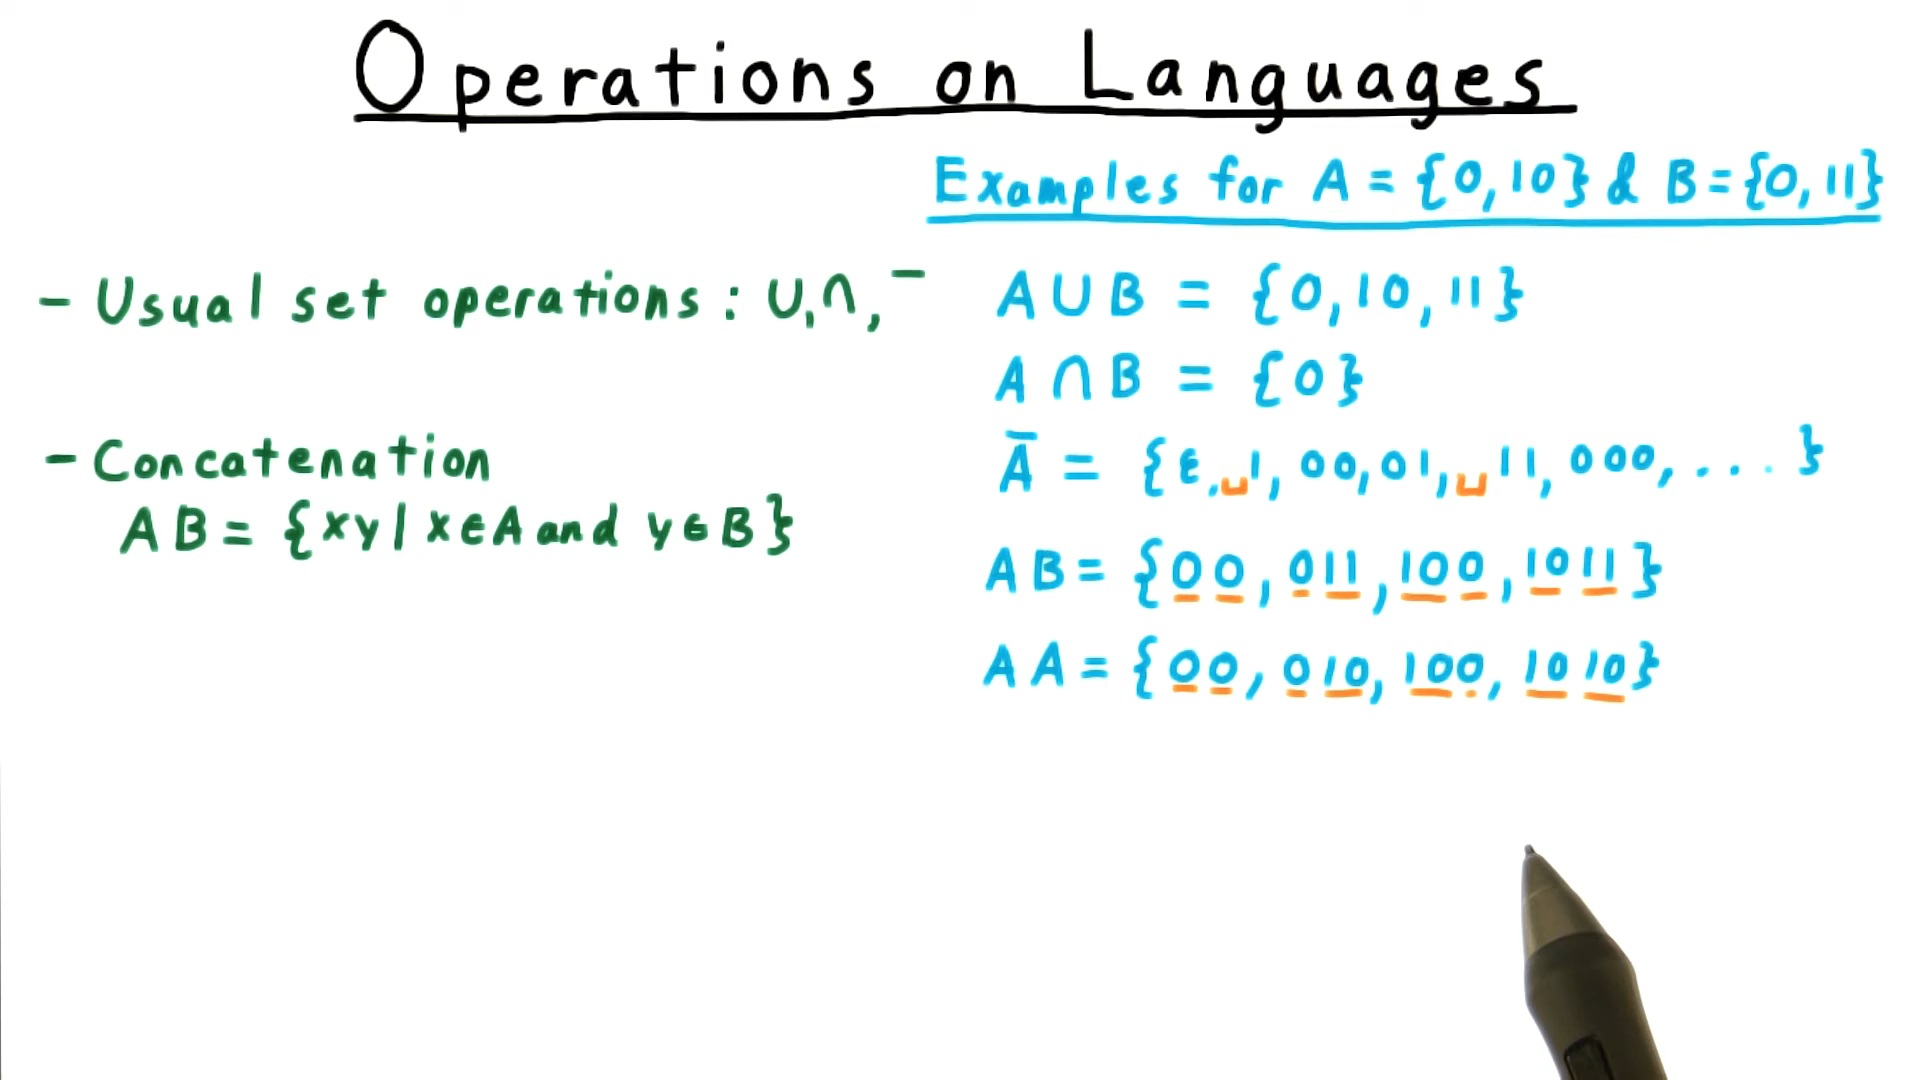 Operations on Languages
Examples for A = {0,10} & B={0,11}
- Usual set operations: ∪,∩, ¯
A∪B = {0,10,11}
A∩B = {0}
Ā = {ε,␣1,00,01,␣11,000,...}
- Concatenation
AB= {xy| x∈A and y∈B}
AB= {00,011,100,1011}
AA= {00,010,100,1010}